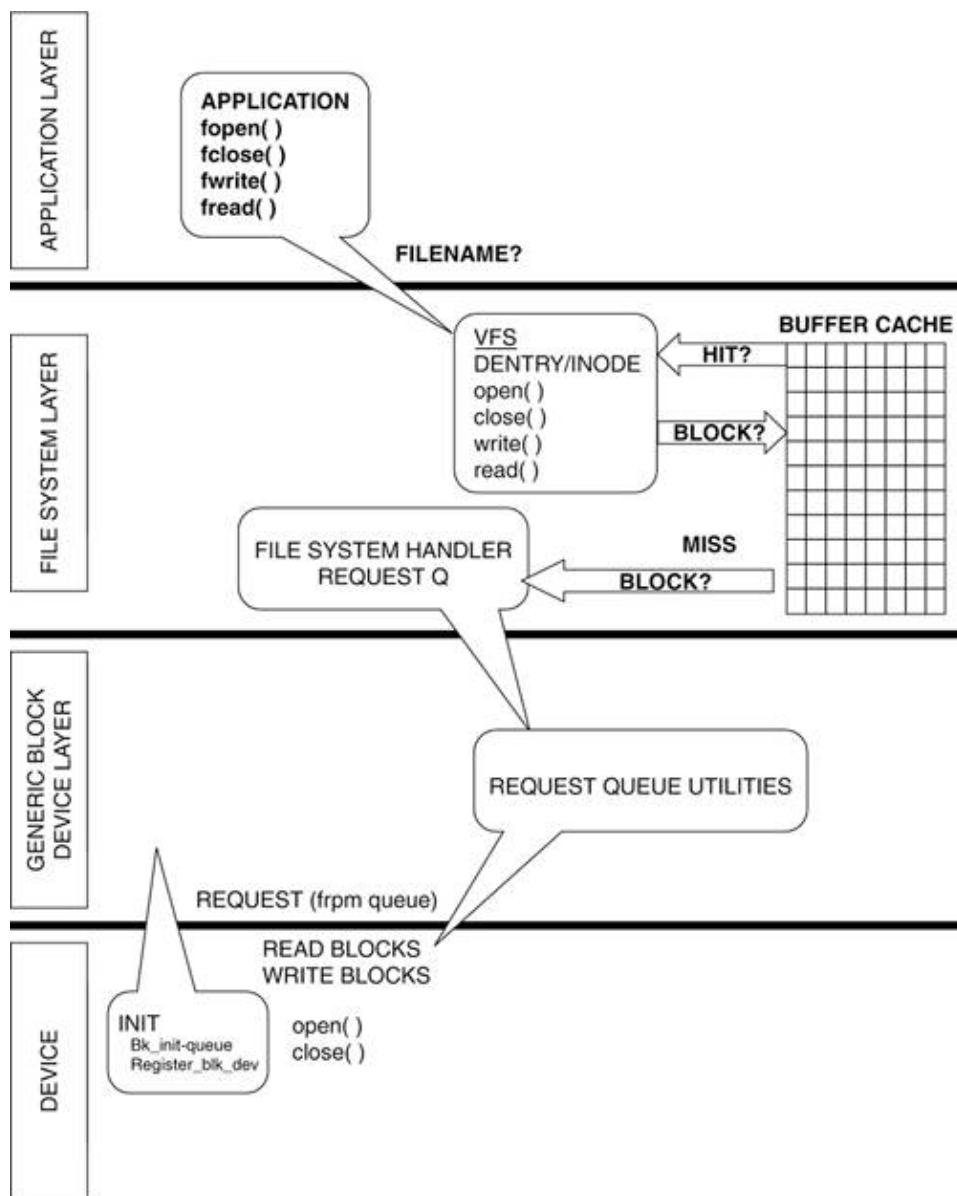 APPLICATION LAYER
APPLICATION
fopen( )
fclose( )
fwrite( )
fread( )
FILENAME?
FILE SYSTEM LAYER
VFS
DENTRY/INODE
open( )
close( )
write( )
read( )
BUFFER CACHE
HIT?
BLOCK?
MISS
BLOCK?
FILE SYSTEM HANDLER
REQUEST Q
GENERIC BLOCK
DEVICE LAYER
REQUEST QUEUE UTILITIES
REQUEST (frpm queue)
DEVICE
READ BLOCKS
WRITE BLOCKS
INIT
Bk_init-queue
Register_blk_dev
open( )
close( )